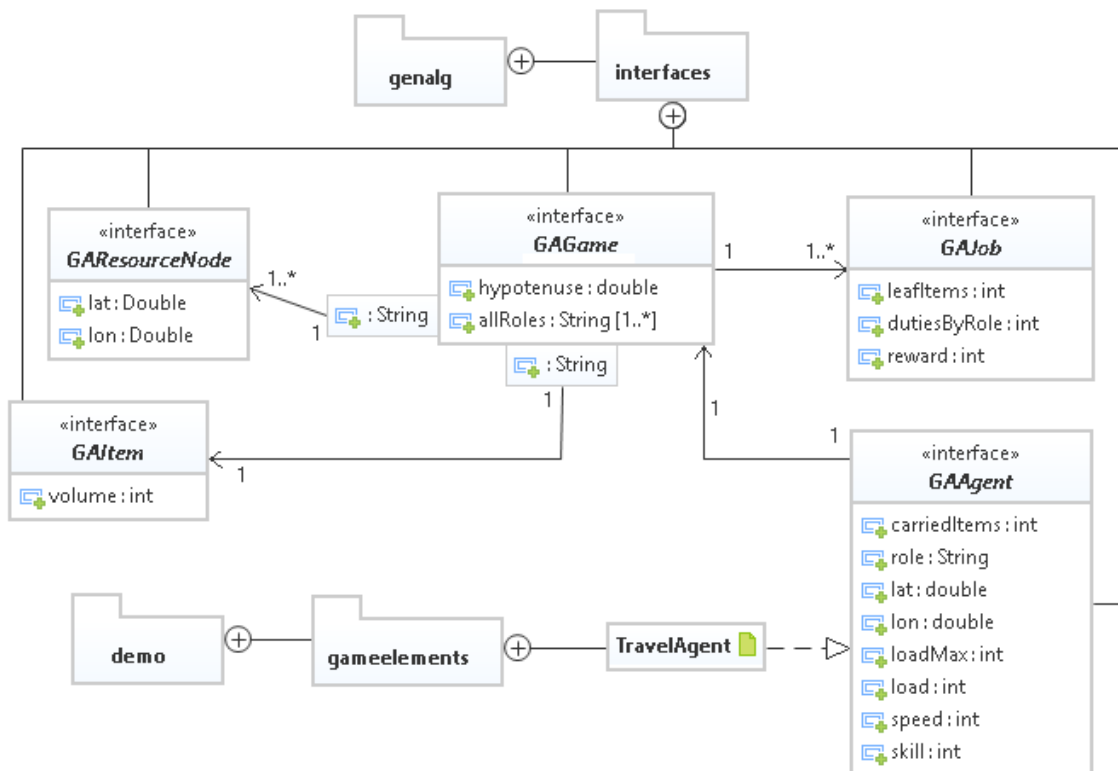 genalg
interfaces
«interface»
GAResourceNode
lat : Double
lon : Double
1..*
1
: String
«interface»
GAGame
hypotenuse : double
allRoles : String [1..*]
: String
1
1
1..*
«interface»
GAJob
leafItems : int
dutiesByRole : int
reward : int
«interface»
GAItem
volume : int
1
1
1
«interface»
GAAgent
carriedItems : int
role : String
lat : double
lon : double
loadMax : int
load : int
speed : int
skill : int
demo
gameelements
TravelAgent